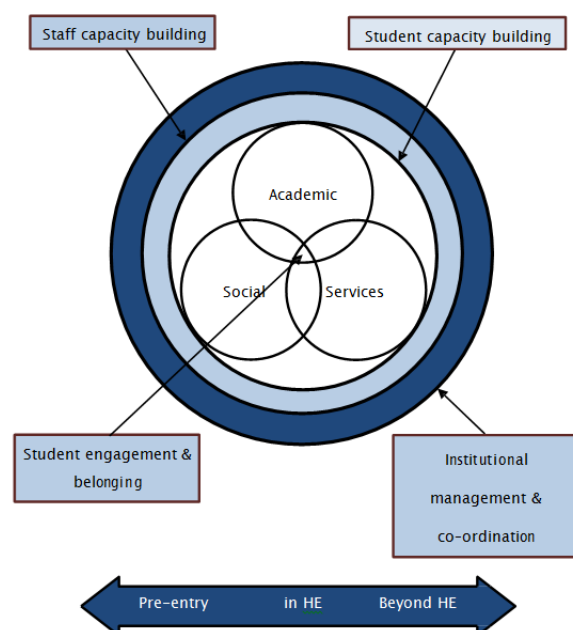 Staff capacity building
Student capacity building
Academic
Social
Services
Student engagement &
belonging
Institutional
management &
co-ordination
Pre-entry
in HE
Beyond HE